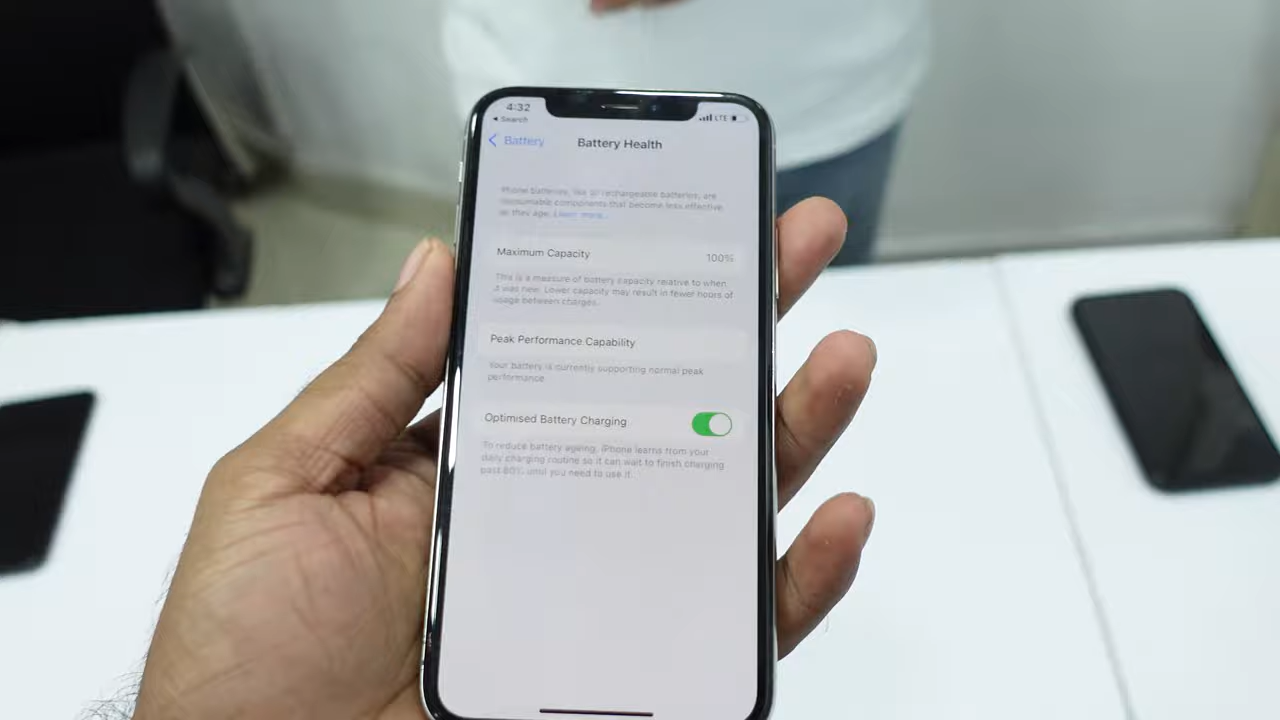 4:32
◀ Search
LTE
Battery
Battery Health
iPhone batteries, like all rechargeable batteries, are
consumable components that become less effective
as they age. Learn more...
Maximum Capacity 100%
This is a measure of battery capacity relative to when
it was new. Lower capacity may result in fewer hours of
usage between charges.
Peak Performance Capability
Your battery is currently supporting normal peak
performance.
Optimised Battery Charging
To reduce battery ageing, iPhone learns from your
daily charging routine so it can wait to finish charging
past 80% until you need to use it.